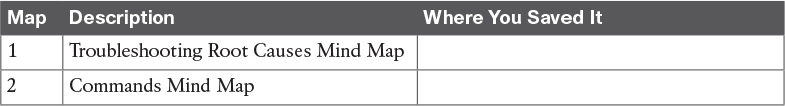 Map Description Where You Saved It
1 Troubleshooting Root Causes Mind Map
2 Commands Mind Map